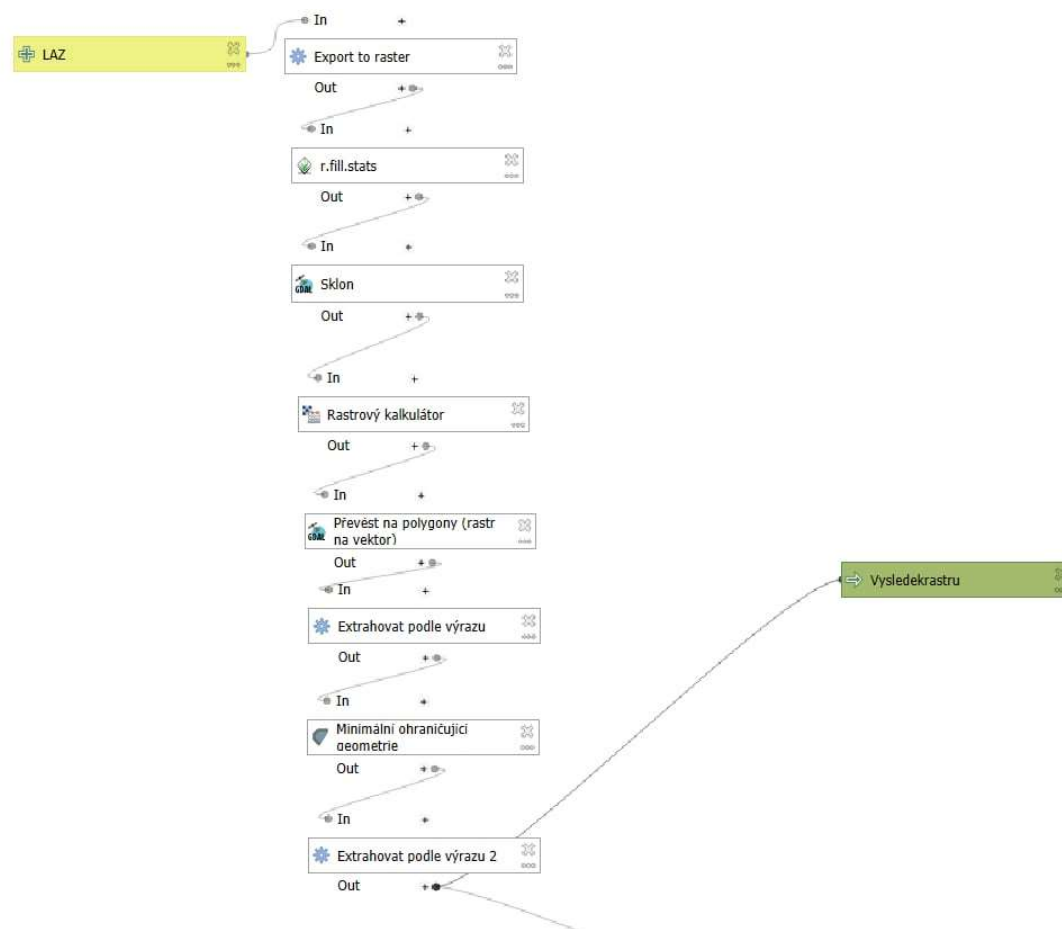 In
LAZ
Export to raster
Out
In
r.fill.stats
Out
In
GDAL
Sklon
Out
In
Rastrový kalkulátor
Out
In
GDAL
Převést na polygony (rastr
na vektor)
Out
In
Vysledekrastru
Extrahovat podle výrazu
Out
In
Minimální ohraničující
geometrie
Out
In
Extrahovat podle výrazu 2
Out